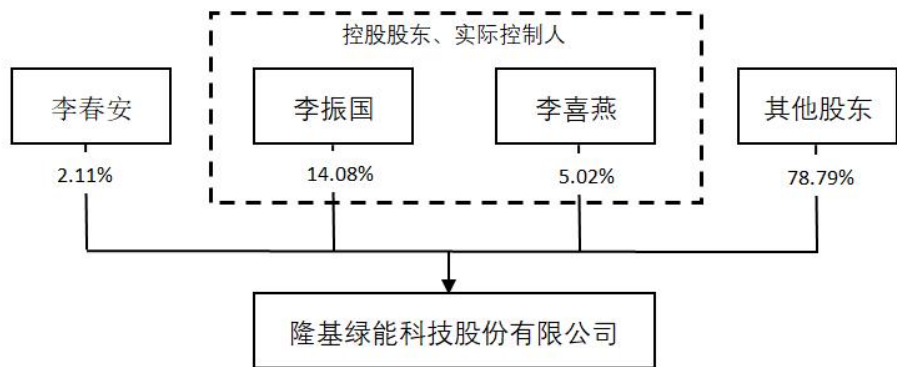 控股股东、实际控制人
李春安
李振国
李喜燕
其他股东
2.11%
14.08%
5.02%
78.79%
隆基绿能科技股份有限公司